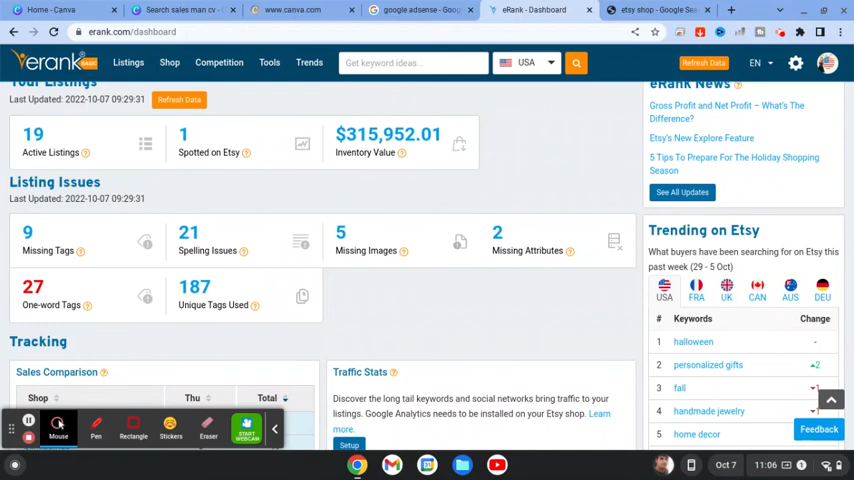 Home - Canva
Search sales man cv -
www.canva.com
google adsense - Goog
eRank - Dashboard
etsy shop - Google Sea
erank.com/dashboard
erank BASIC
Listings
Shop
Competition
Tools
Trends
Get keyword ideas...
USA
Refresh Data
EN
Your Listings
Last Updated: 2022-10-07 09:29:31
Refresh Data
19
Active Listings
1
Spotted on Etsy
$315,952.01
Inventory Value
Listing Issues
Last Updated: 2022-10-07 09:29:31
9
Missing Tags
21
Spelling Issues
5
Missing Images
2
Missing Attributes
27
One-word Tags
187
Unique Tags Used
Tracking
Sales Comparison
Shop
Thu
Total
Traffic Stats
Discover the long tail keywords and social networks bring traffic to your
listings. Google Analytics needs to be installed on your Etsy shop. Learn
more.
Setup
eRank News
Gross Profit and Net Profit – What's The
Difference?
Etsy's New Explore Feature
5 Tips To Prepare For The Holiday Shopping
Season
See All Updates
Trending on Etsy
What buyers have been searching for on Etsy this
past week (29 - 5 Oct)
USA
FRA
UK
CAN
AUS
DEU
# Keywords Change
1 halloween -
2 personalized gifts 2
3 fall 1
4 handmade jewelry 1
5 home decor
Feedback
Mouse
Pen
Rectangle
Stickers
Eraser
START
WEBCAM
Oct 7
11:06